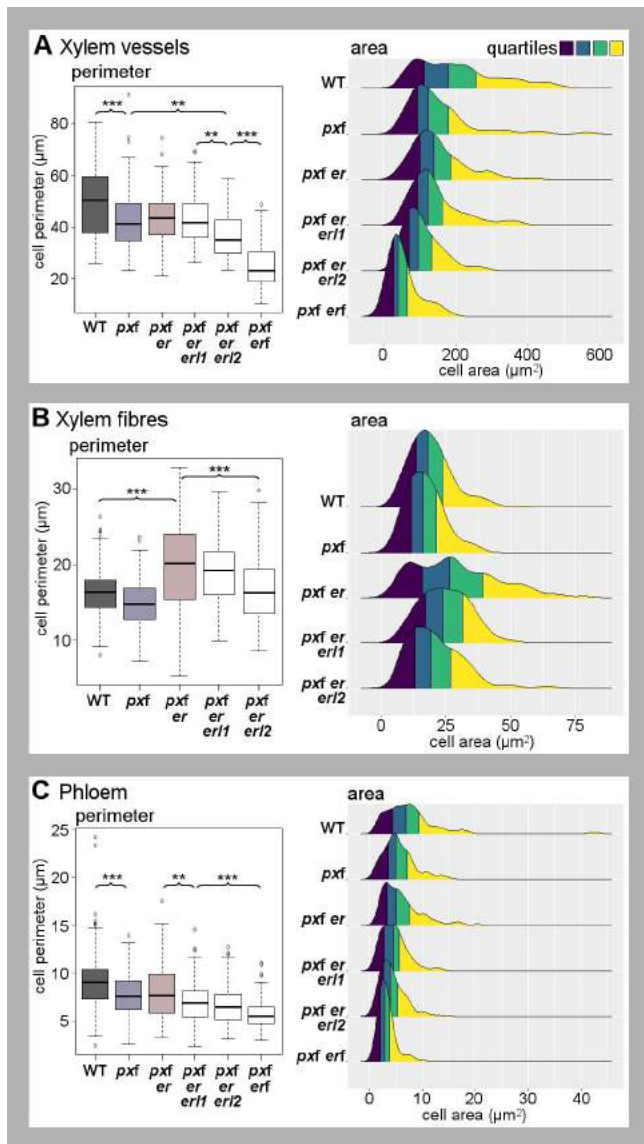 A Xylem vessels
perimeter
cell perimeter (µm)
80
60
40
20
***
**
**
***
WT
pxf
pxf er
pxf er erl1
pxf er erl2
pxf erf
area
quartiles
WT
pxf
pxf er
pxf er erl1
pxf er erl2
pxf erf
0 200 400 600
cell area (µm²)
B Xylem fibres
perimeter
cell perimeter (µm)
30
20
10
***
***
WT
pxf
pxf er
pxf er erl1
pxf er erl2
area
WT
pxf
pxf er
pxf er erl1
pxf er erl2
0 25 50 75
cell area (µm²)
C Phloem
perimeter
cell perimeter (µm)
25
20
15
10
5
***
**
***
WT
pxf
pxf er
pxf er erl1
pxf er erl2
pxf erf
area
WT
pxf
pxf er
pxf er erl1
pxf er erl2
pxf erf
0 10 20 30 40
cell area (µm²)